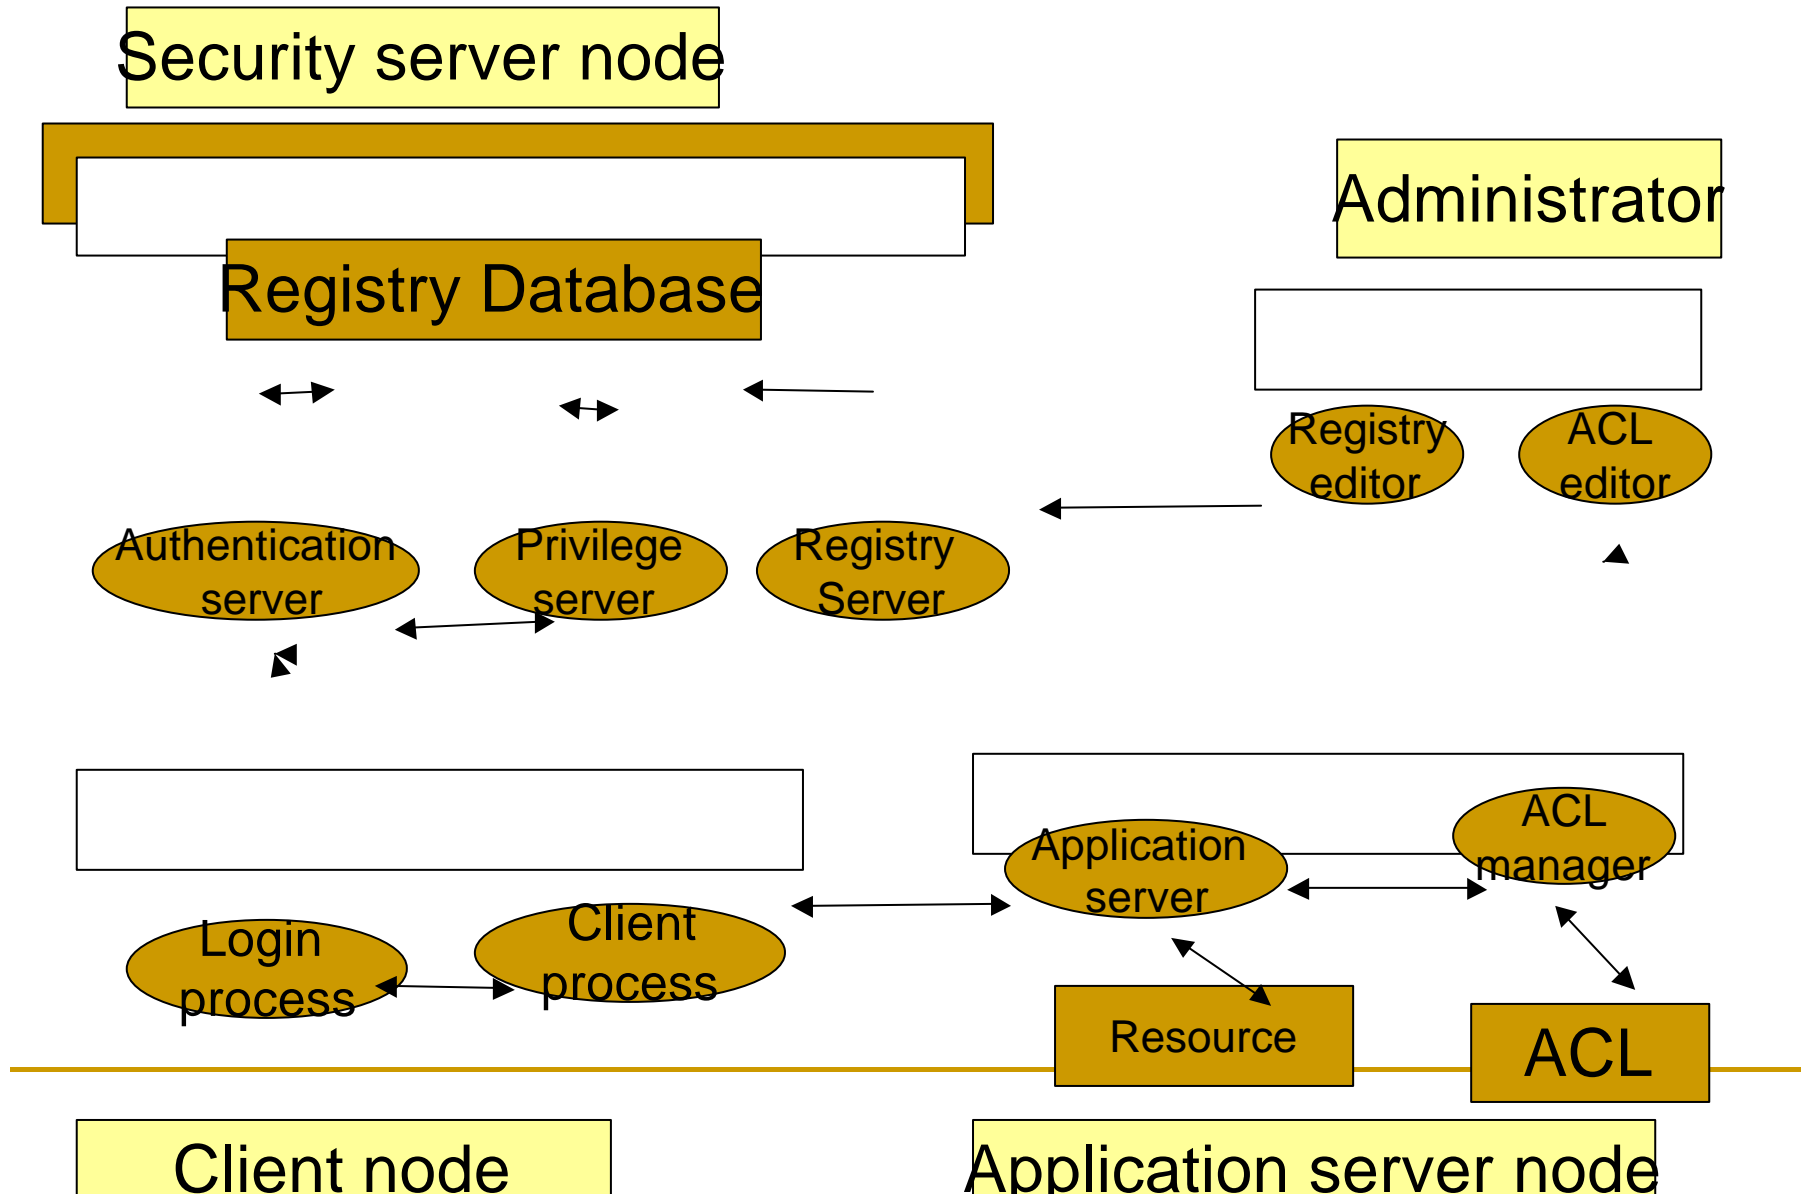 Security server node
Administrator
Registry Database
Registry
editor
ACL
editor
Authentication
server
Privilege
server
Registry
Server
ACL
manager
Application
server
Login
process
Client
process
Resource
ACL
Client node
Application server node